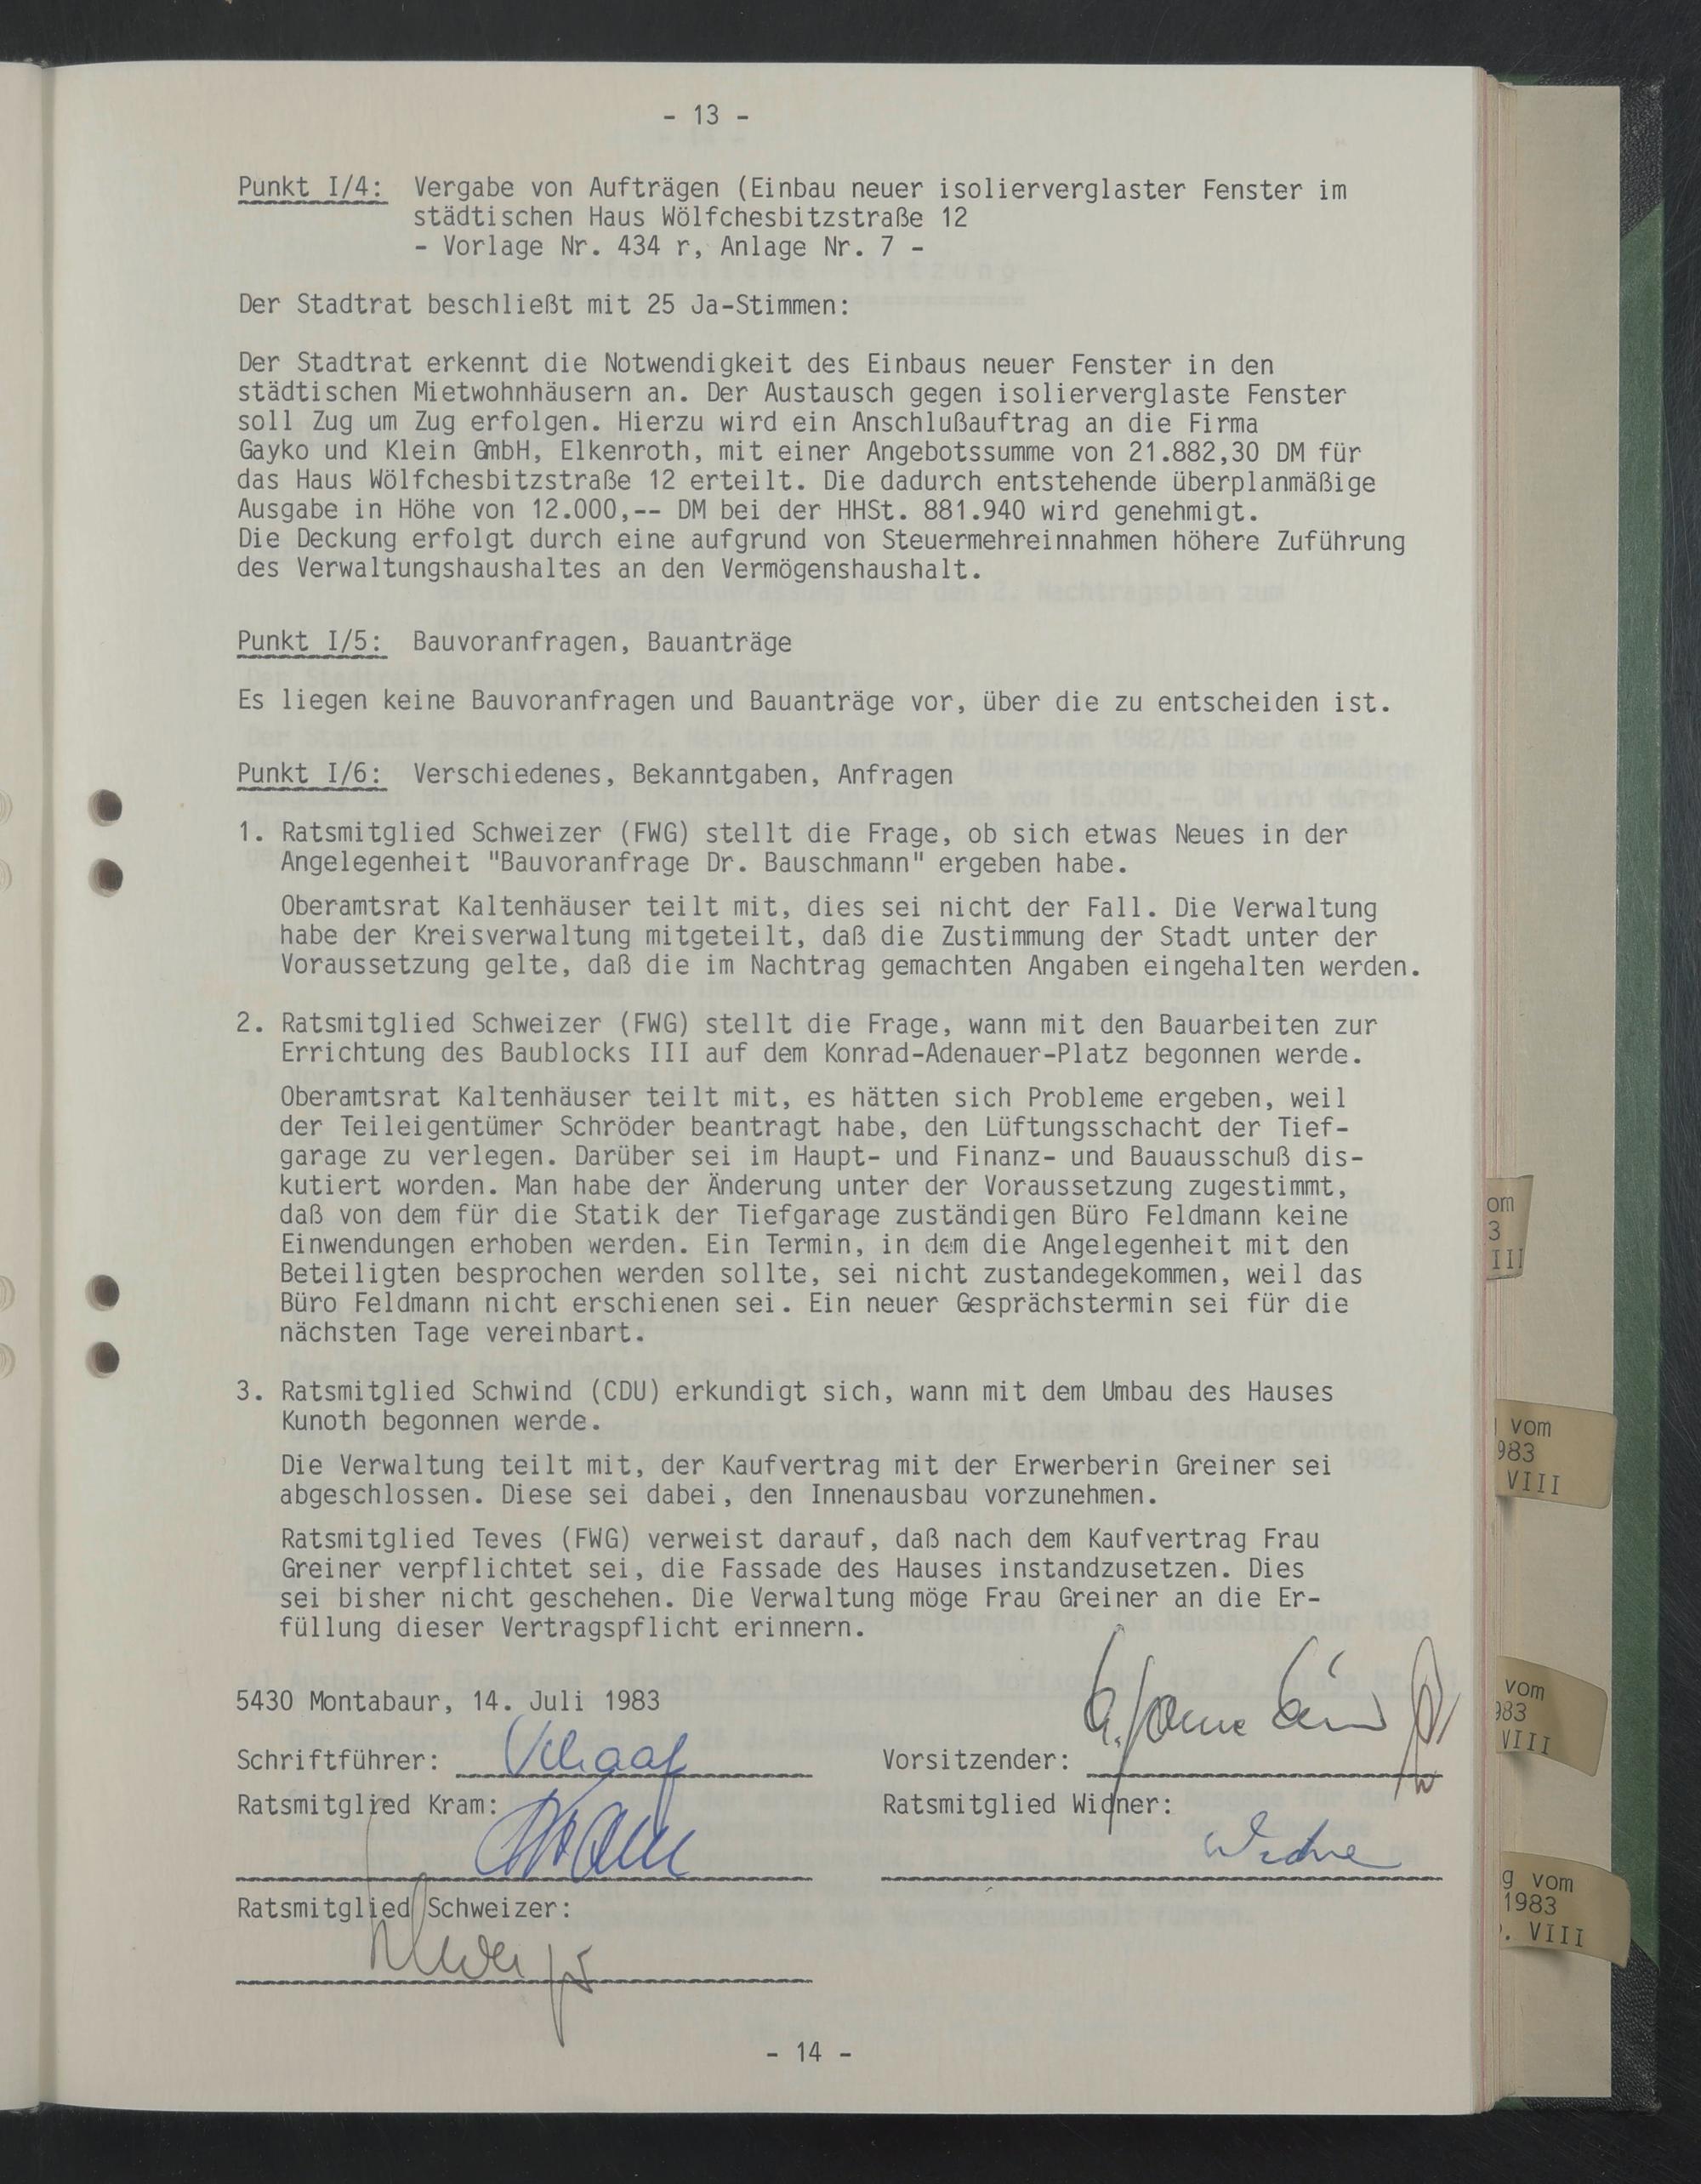 - 13 -
Punkt I/4: Vergabe von Aufträgen (Einbau neuer isolierverglaster Fenster im
städtischen Haus Wölfchesbitzstraße 12
- Vorlage Nr. 434 r, Anlage Nr. 7 -
Der Stadtrat beschließt mit 25 Ja-Stimmen:
Der Stadtrat erkennt die Notwendigkeit des Einbaus neuer Fenster in den
städtischen Mietwohnhäusern an. Der Austausch gegen isolierverglaste Fenster
soll Zug um Zug erfolgen. Hierzu wird ein Anschlußauftrag an die Firma
Gayko und Klein GmbH, Elkenroth, mit einer Angebotssumme von 21.882,30 DM für
das Haus Wölfchesbitzstraße 12 erteilt. Die dadurch entstehende überplanmäßige
Ausgabe in Höhe von 12.000,-- DM bei der HHSt. 881.940 wird genehmigt.
Die Deckung erfolgt durch eine aufgrund von Steuermehreinnahmen höhere Zuführung
des Verwaltungshaushaltes an den Vermögenshaushalt.
Punkt I/5: Bauvoranfragen, Bauanträge
Es liegen keine Bauvoranfragen und Bauanträge vor, über die zu entscheiden ist.
Punkt I/6: Verschiedenes, Bekanntgaben, Anfragen
1. Ratsmitglied Schweizer (FWG) stellt die Frage, ob sich etwas Neues in der
Angelegenheit "Bauvoranfrage Dr. Bauschmann" ergeben habe.
Oberamtsrat Kaltenhäuser teilt mit, dies sei nicht der Fall. Die Verwaltung
habe der Kreisverwaltung mitgeteilt, daß die Zustimmung der Stadt unter der
Voraussetzung gelte, daß die im Nachtrag gemachten Angaben eingehalten werden.
2. Ratsmitglied Schweizer (FWG) stellt die Frage, wann mit den Bauarbeiten zur
Errichtung des Baublocks III auf dem Konrad-Adenauer-Platz begonnen werde.
Oberamtsrat Kaltenhäuser teilt mit, es hätten sich Probleme ergeben, weil
der Teileigentümer Schröder beantragt habe, den Lüftungsschacht der Tief-
garage zu verlegen. Darüber sei im Haupt- und Finanz- und Bauausschuß dis-
kutiert worden. Man habe der Änderung unter der Voraussetzung zugestimmt,
daß von dem für die Statik der Tiefgarage zuständigen Büro Feldmann keine
Einwendungen erhoben werden. Ein Termin, in dem die Angelegenheit mit den
Beteiligten besprochen werden sollte, sei nicht zustandegekommen, weil das
Büro Feldmann nicht erschienen sei. Ein neuer Gesprächstermin sei für die
nächsten Tage vereinbart.
3. Ratsmitglied Schwind (CDU) erkundigt sich, wann mit dem Umbau des Hauses
Kunoth begonnen werde.
Die Verwaltung teilt mit, der Kaufvertrag mit der Erwerberin Greiner sei
abgeschlossen. Diese sei dabei, den Innenausbau vorzunehmen.
Ratsmitglied Teves (FWG) verweist darauf, daß nach dem Kaufvertrag Frau
Greiner verpflichtet sei, die Fassade des Hauses instandzusetzen. Dies
sei bisher nicht geschehen. Die Verwaltung möge Frau Greiner an die Er-
füllung dieser Vertragspflicht erinnern.
5430 Montabaur, 14. Juli 1983
Schriftführer:
Vorsitzender:
Ratsmitglied Kram:
Ratsmitglied Widner:
Ratsmitglied Schweizer:
- 14 -
om
3
III
vom
983
VIII
vom
983
VIII
g vom
1983
. VIII